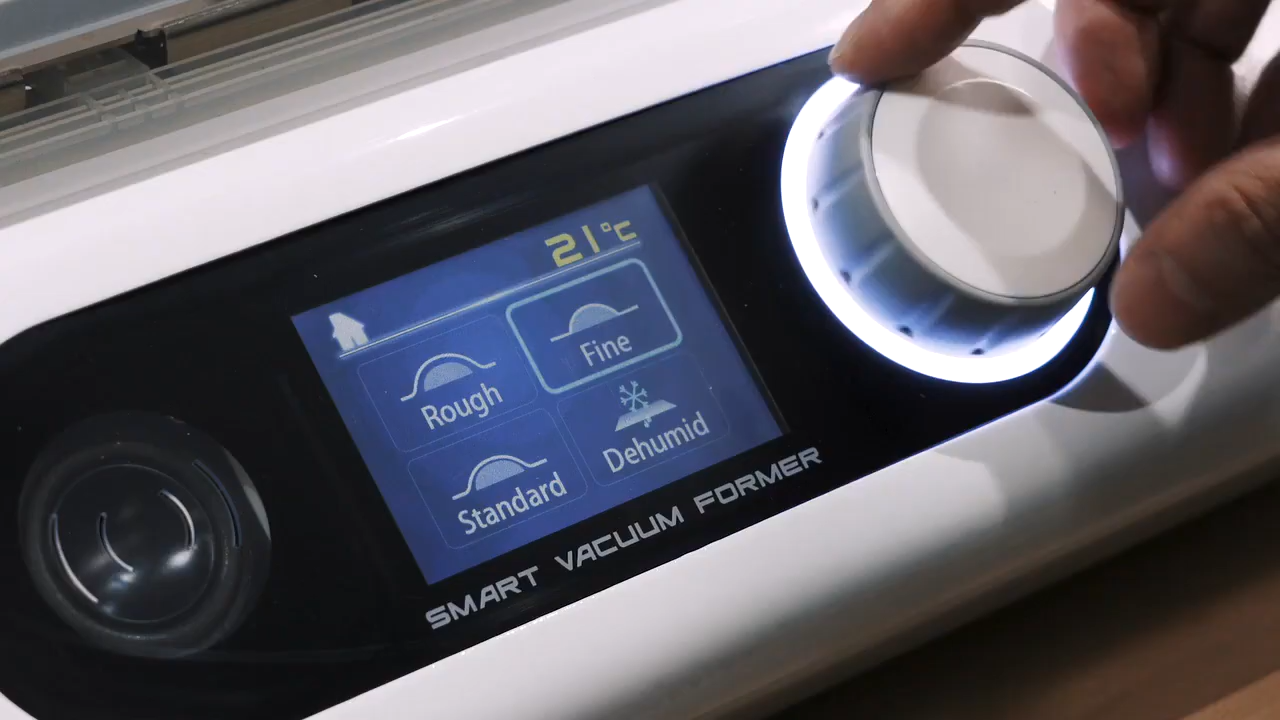 21°C
Rough
Fine
Standard
Dehumid
SMART VACUUM FORMER